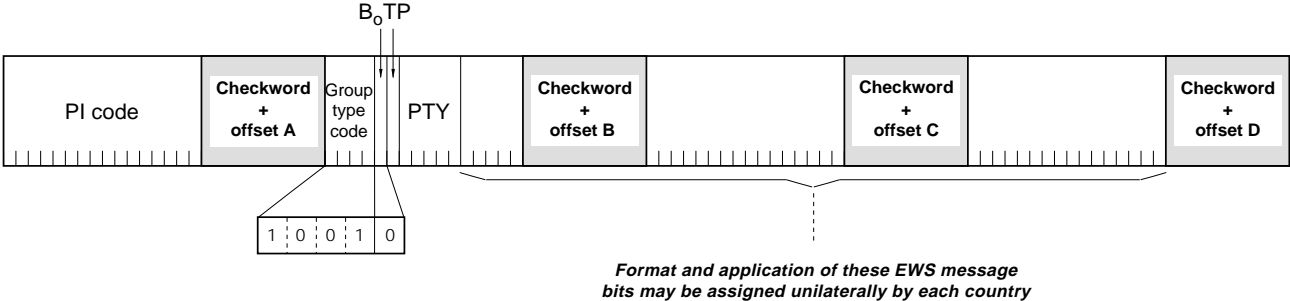 BoTP
PI code
Checkword
+
offset A
Group
type
code
PTY
Checkword
+
offset B
Checkword
+
offset C
Checkword
+
offset D
1 0 0 1 0
Format and application of these EWS message
bits may be assigned unilaterally by each country